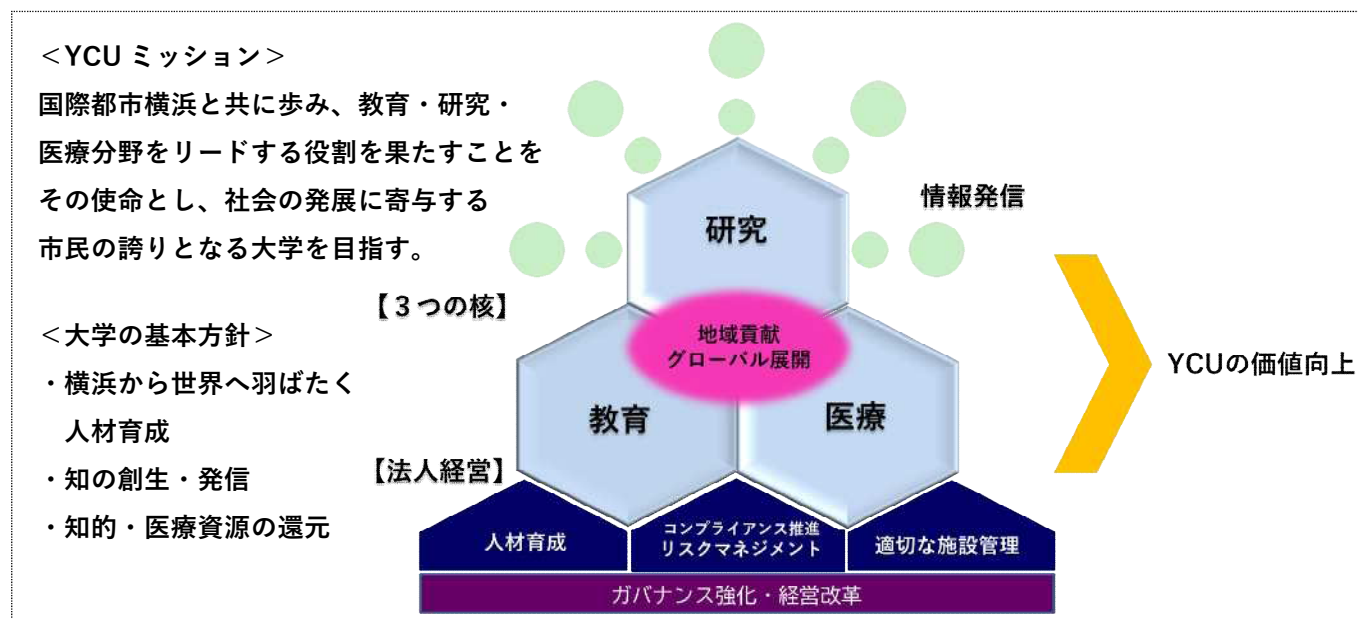 ＜YCU ミッション＞
国際都市横浜と共に歩み、教育・研究・
医療分野をリードする役割を果たすことを
その使命とし、社会の発展に寄与する
市民の誇りとなる大学を目指す。
＜大学の基本方針＞
・横浜から世界へ羽ばたく
人材育成
・知の創生・発信
・知的・医療資源の還元
情報発信
研究
【３つの核】
地域貢献
グローバル展開
教育
医療
【法人経営】
人材育成
コンプライアンス推進
リスクマネジメント
適切な施設管理
ガバナンス強化・経営改革
YCUの価値向上